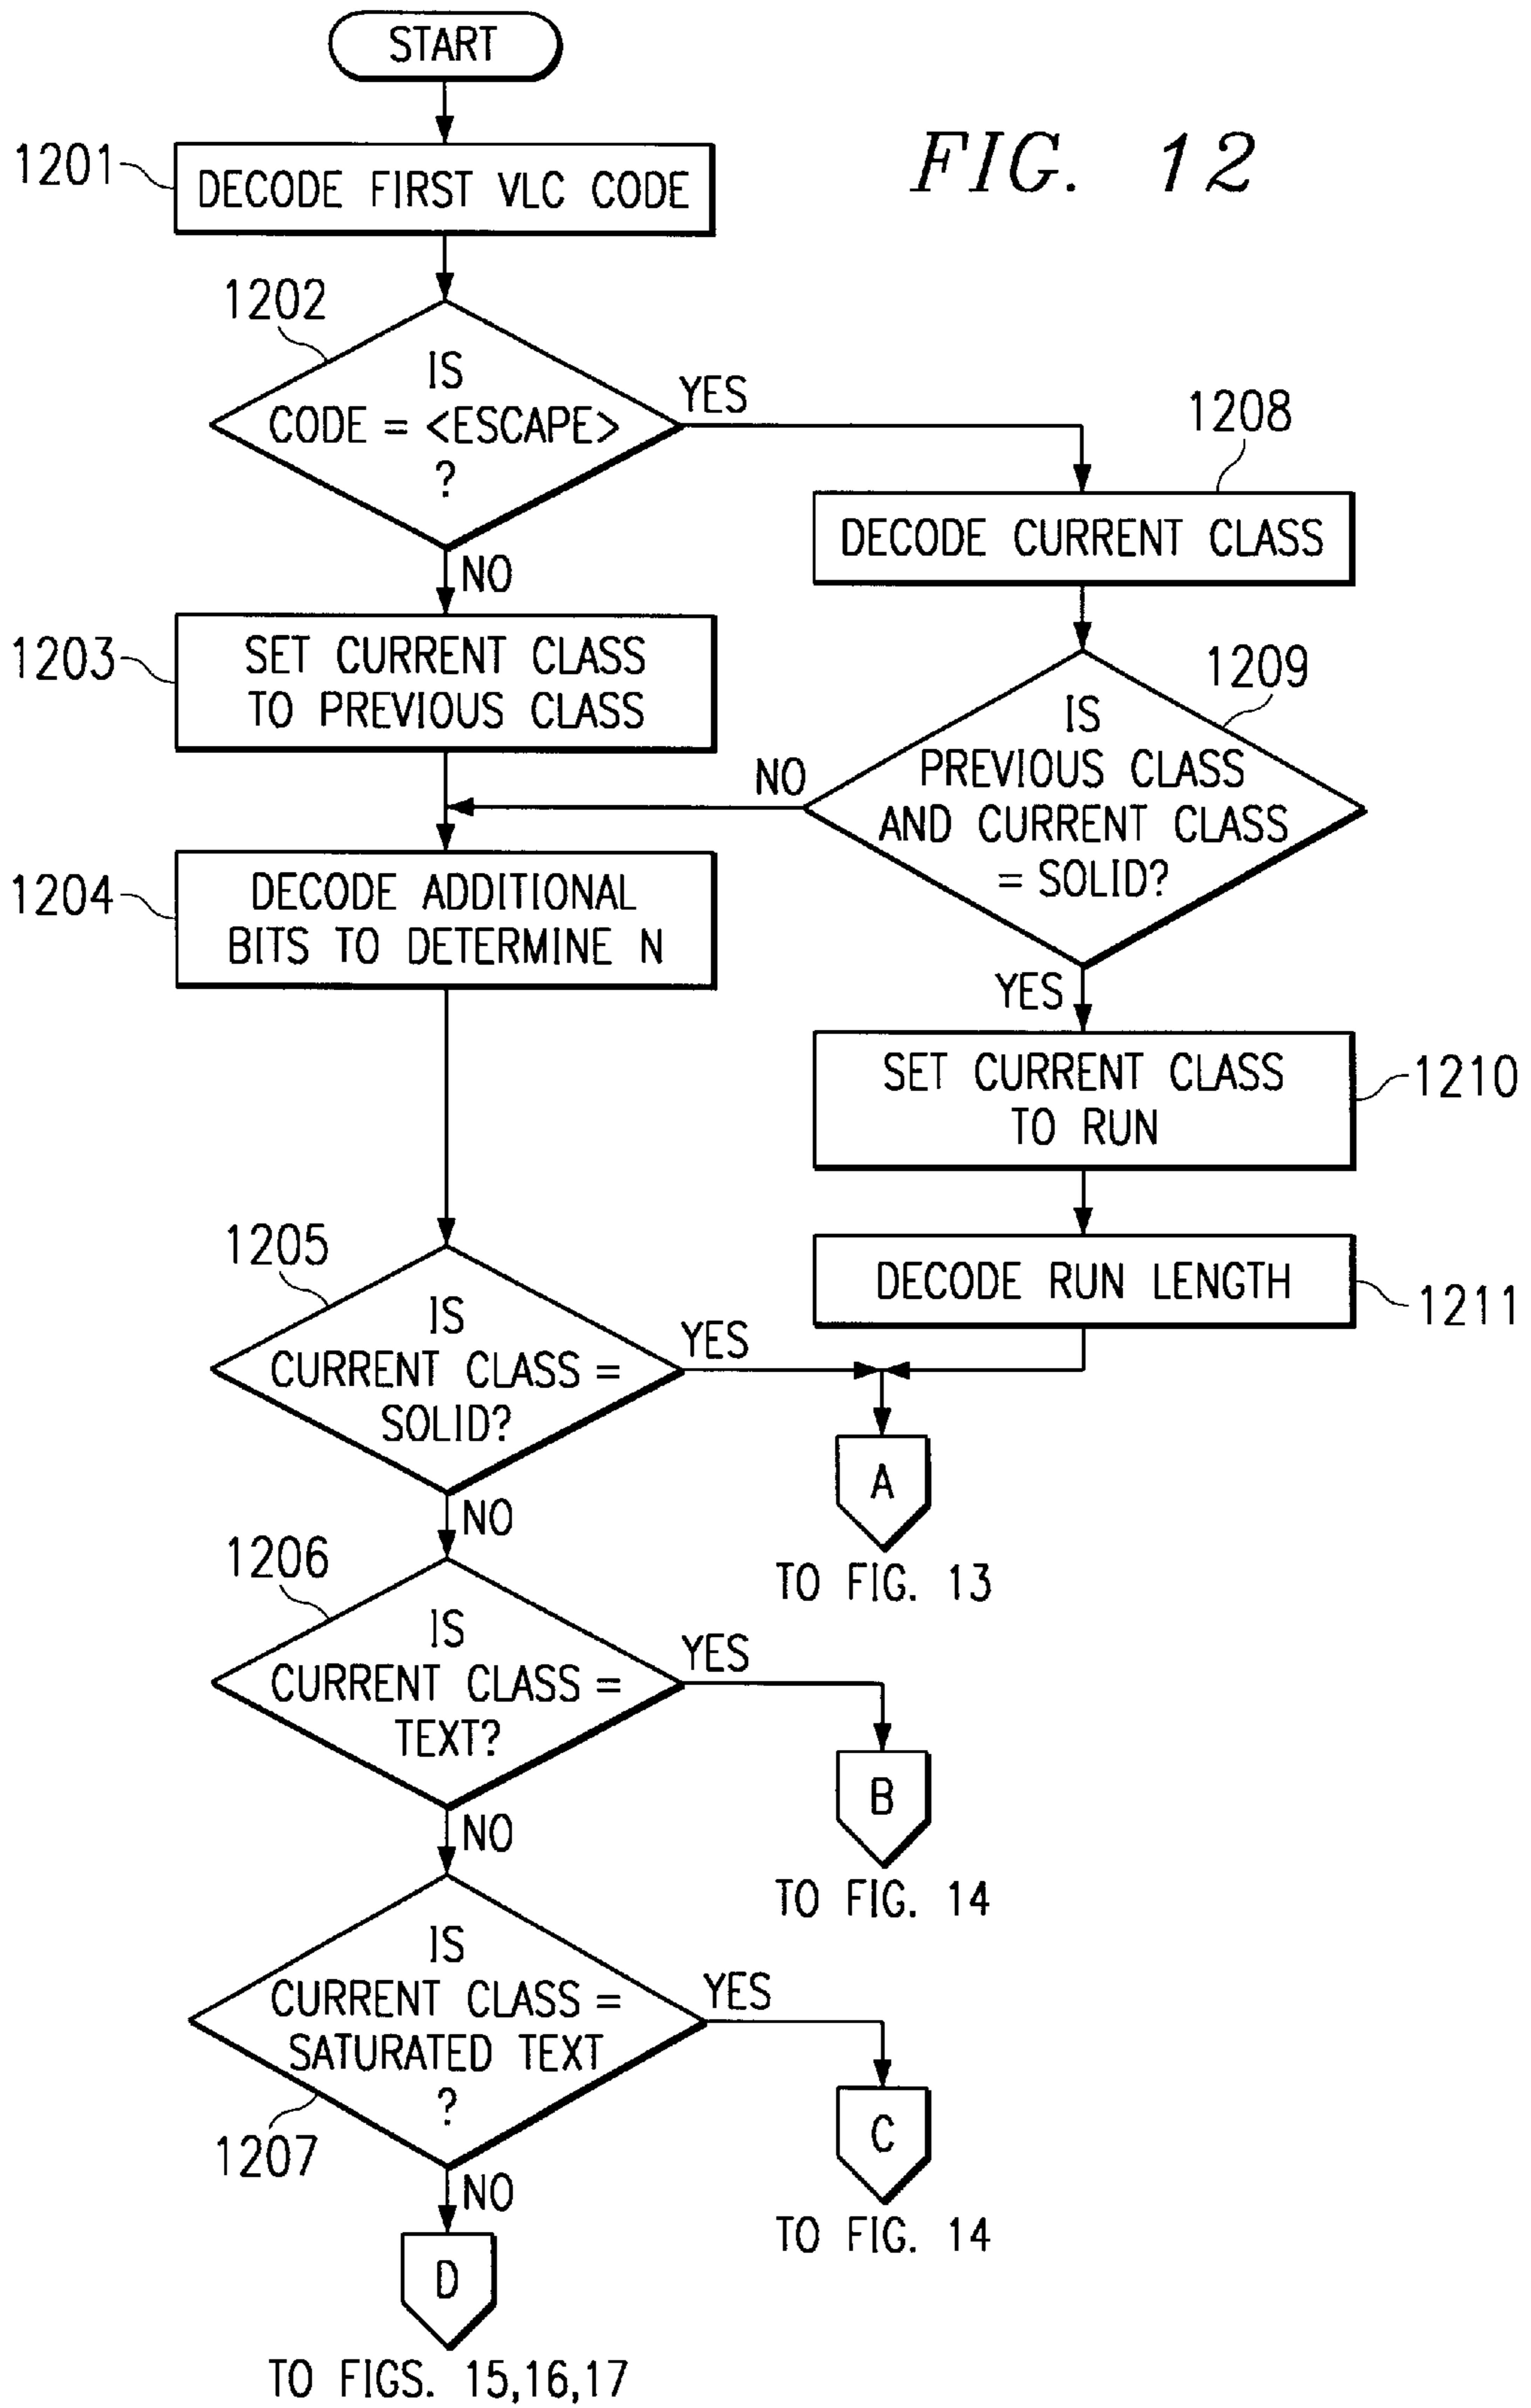 START
FIG. 12
1201
DECODE FIRST VLC CODE
1202
IS
CODE = <ESCAPE>
?
YES
NO
1208
DECODE CURRENT CLASS
1203
SET CURRENT CLASS
TO PREVIOUS CLASS
1209
IS
PREVIOUS CLASS
AND CURRENT CLASS
= SOLID?
NO
YES
1204
DECODE ADDITIONAL
BITS TO DETERMINE N
SET CURRENT CLASS
TO RUN
1210
DECODE RUN LENGTH
1211
1205
IS
CURRENT CLASS =
SOLID?
YES
NO
A
TO FIG. 13
1206
IS
CURRENT CLASS =
TEXT?
YES
NO
B
TO FIG. 14
IS
CURRENT CLASS =
SATURATED TEXT
?
1207
YES
NO
C
TO FIG. 14
D
TO FIGS. 15,16,17